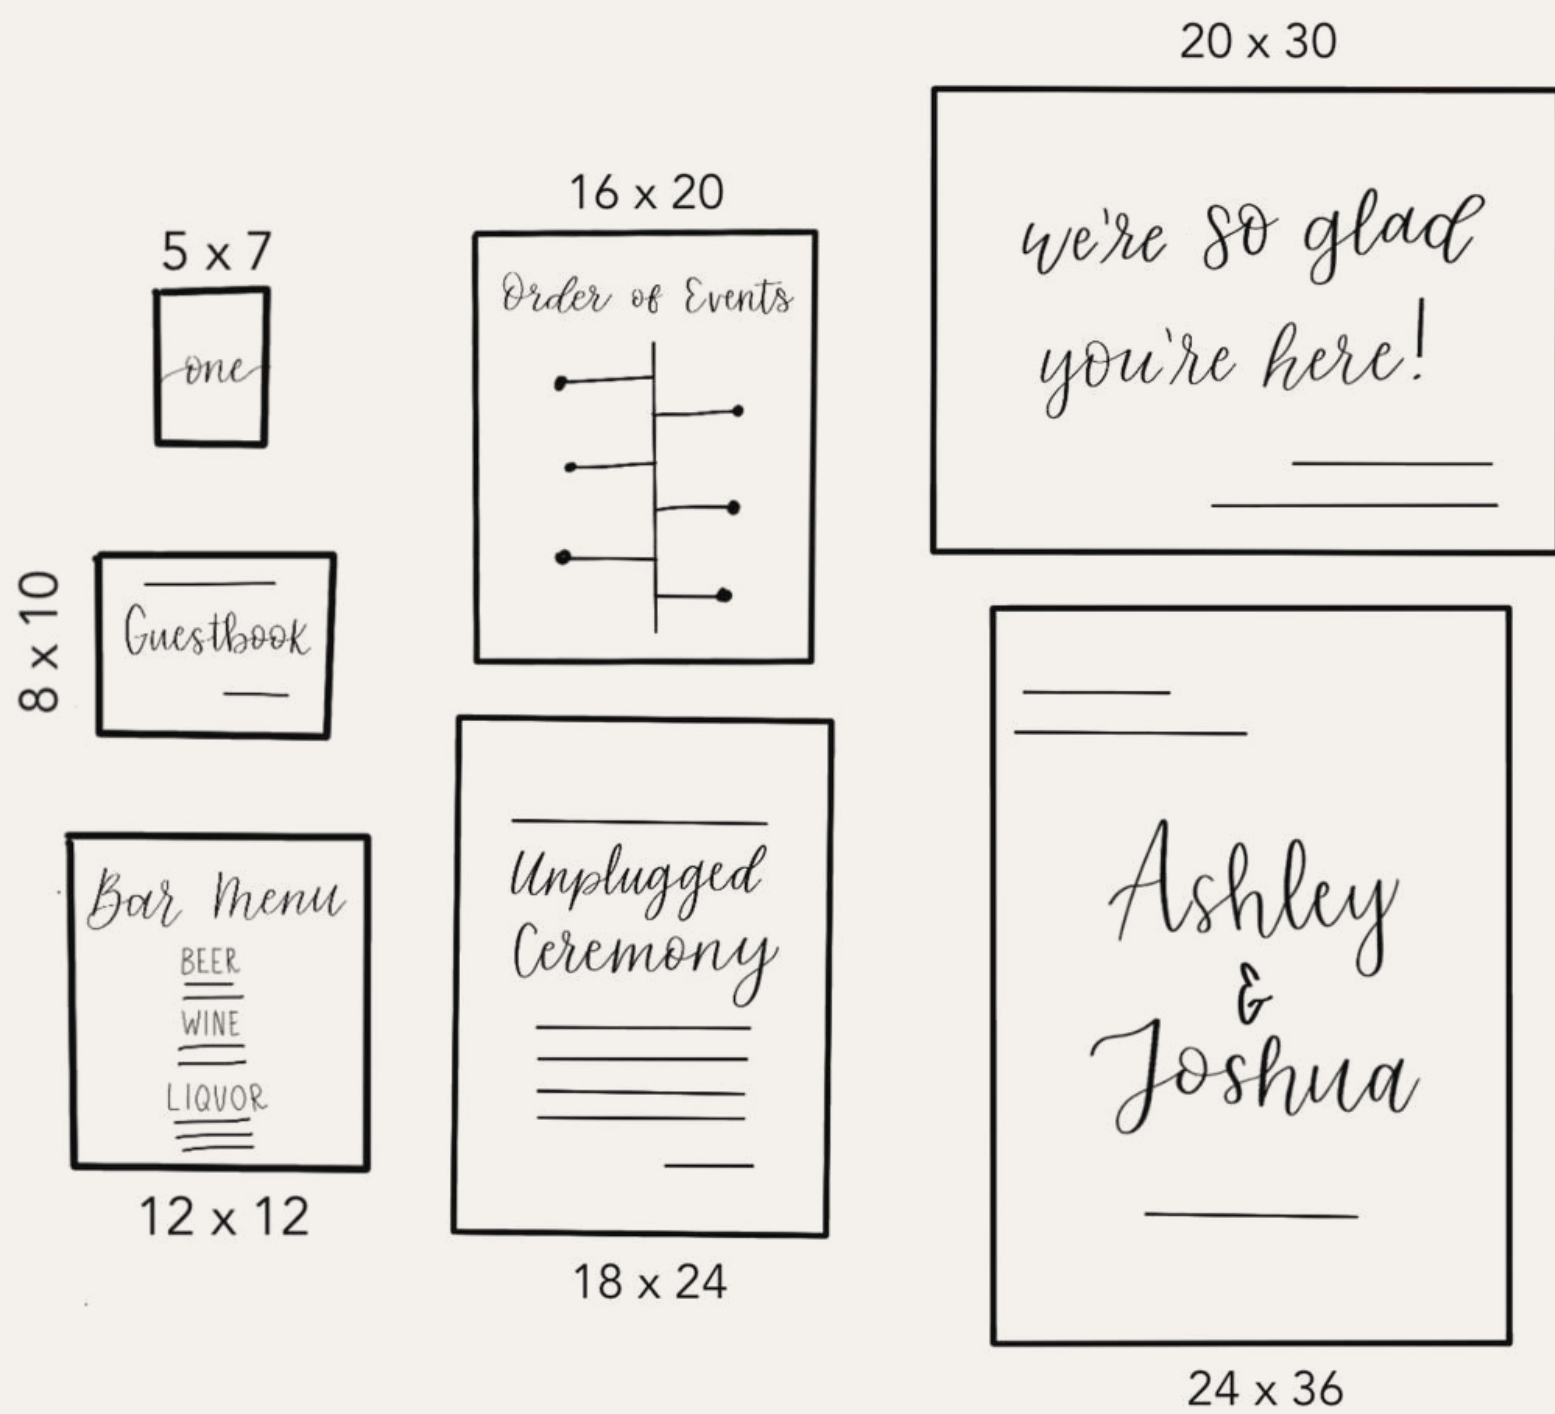 5 x 7
one
8 x 10
Guestbook
Bar Menu
BEER
WINE
LIQUOR
12 x 12
16 x 20
Order of Events
Unplugged
Ceremony
18 x 24
20 x 30
we're so glad
you're here!
Ashley
&
Joshua
24 x 36